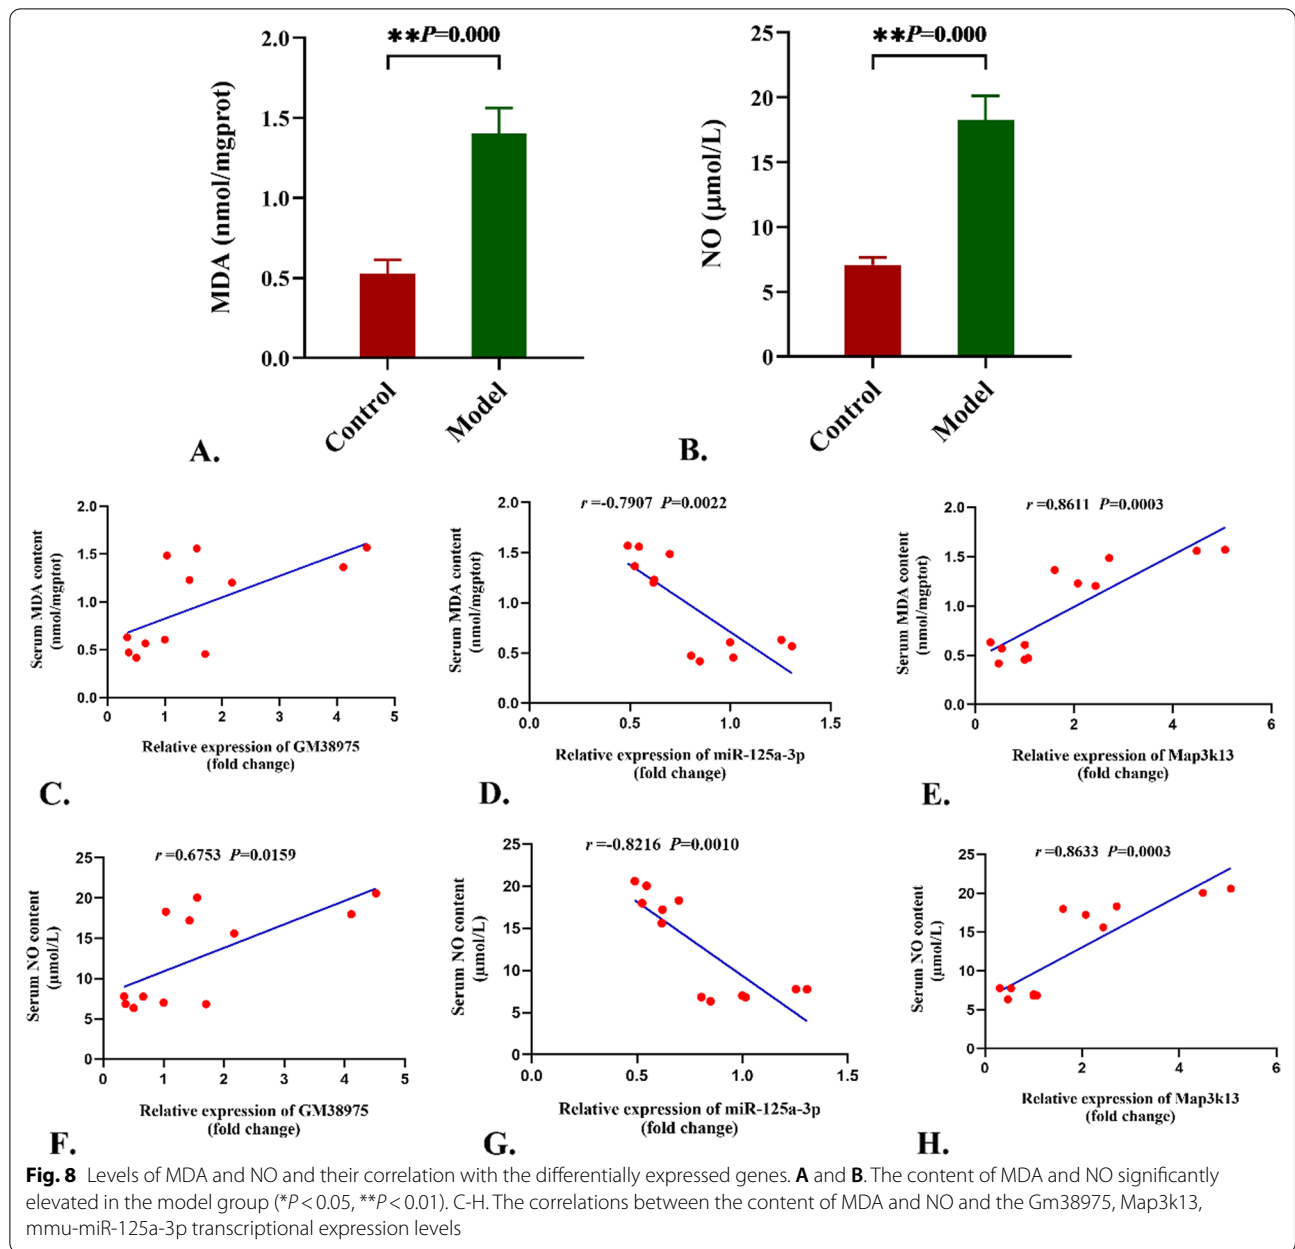 **P=0.000
2.0
1.5
1.0
0.5
0.0
MDA (nmol/mgprot)
Control
Model
A.
**P=0.000
25
20
15
10
5
0
NO (μmol/L)
Control
Model
B.
2.0
1.5
1.0
0.5
0.0
Serum MDA content
(nmol/mgptot)
0 1 2 3 4 5
Relative expression of GM38975
(fold change)
C.
r =-0.7907 P=0.0022
2.0
1.5
1.0
0.5
0.0
Serum MDA content
(nmol/mgptot)
0.0 0.5 1.0 1.5
Relative expression of miR-125a-3p
(fold change)
D.
r =0.8611 P=0.0003
2.0
1.5
1.0
0.5
0.0
Serum MDA content
(nmol/mgptot)
0 2 4 6
Relative expression of Map3k13
(fold change)
E.
r =0.6753 P=0.0159
25
20
15
10
5
0
Serum NO content
(μmol/L)
0 1 2 3 4 5
Relative expression of GM38975
(fold change)
F.
r =-0.8216 P=0.0010
25
20
15
10
5
0
Serum NO content
(μmol/L)
0.0 0.5 1.0 1.5
Relative expression of miR-125a-3p
(fold change)
G.
r =0.8633 P=0.0003
25
20
15
10
5
0
Serum NO content
(μmol/L)
0 2 4 6
Relative expression of Map3k13
(fold change)
H.
Fig. 8 Levels of MDA and NO and their correlation with the differentially expressed genes. A and B. The content of MDA and NO significantly
elevated in the model group (*P < 0.05, **P < 0.01). C-H. The correlations between the content of MDA and NO and the Gm38975, Map3k13,
mmu-miR-125a-3p transcriptional expression levels